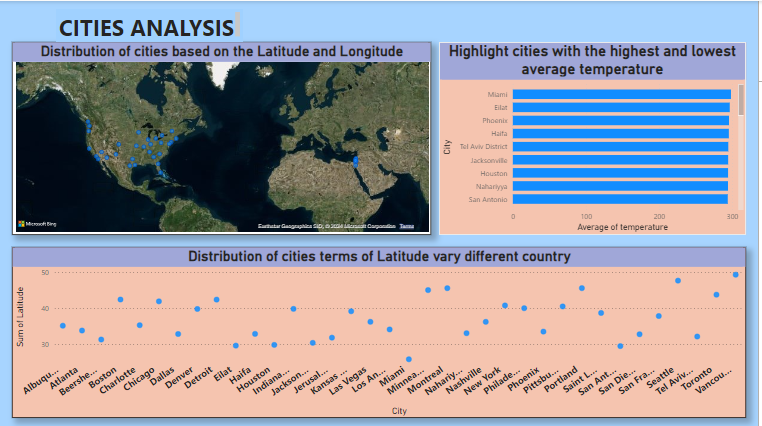 CITIES ANALYSIS
Distribution of cities based on the Latitude and Longitude
Microsoft Bing
Earthstar Geographics SIO, © 2024 Microsoft Corporation Terms
Highlight cities with the highest and lowest
average temperature
City
Miami
Eilat
Phoenix
Haifa
Tel Aviv District
Jacksonville
Houston
Nahariyya
San Antonio
0 100 200 300
Average of temperature
Distribution of cities terms of Latitude vary different country
Sum of Latitude
50
40
30
Albuqu... Atlanta Beershe... Boston Charlotte Chicago Dallas Denver Detroit Eilat Haifa Houston Indiana... Jackson... Jerusal... Kansas ... Las Vegas Los An... Miami Minnea... Montreal Nahariy... Nashville New York Philade... Phoenix Pittsbu... Portland Saint L... San Ant... San Die... San Fra... Seattle Tel Aviv... Toronto Vancou...
City